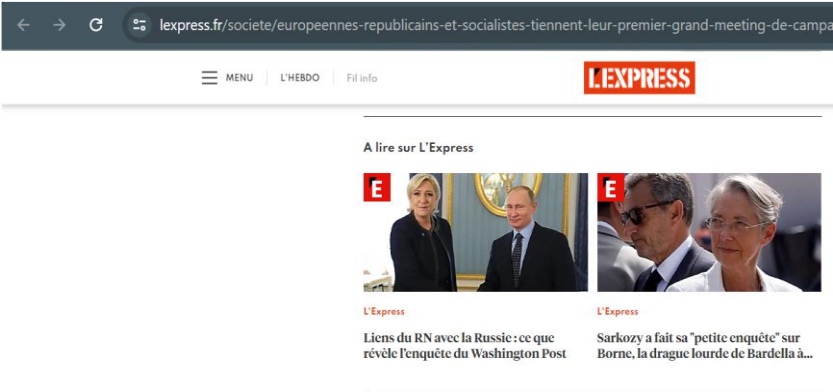 lexpress.fr/societe/europeennes-republicains-et-socialistes-tiennent-leur-premier-grand-meeting-de-campa
MENU L'HEBDO Fil info
L'EXPRESS
A lire sur L'Express
E E
L'Express
Liens du RN avec la Russie : ce que
révèle l'enquête du Washington Post
L'Express
Sarkozy a fait sa "petite enquête" sur
Borne, la drague lourde de Bardella à...